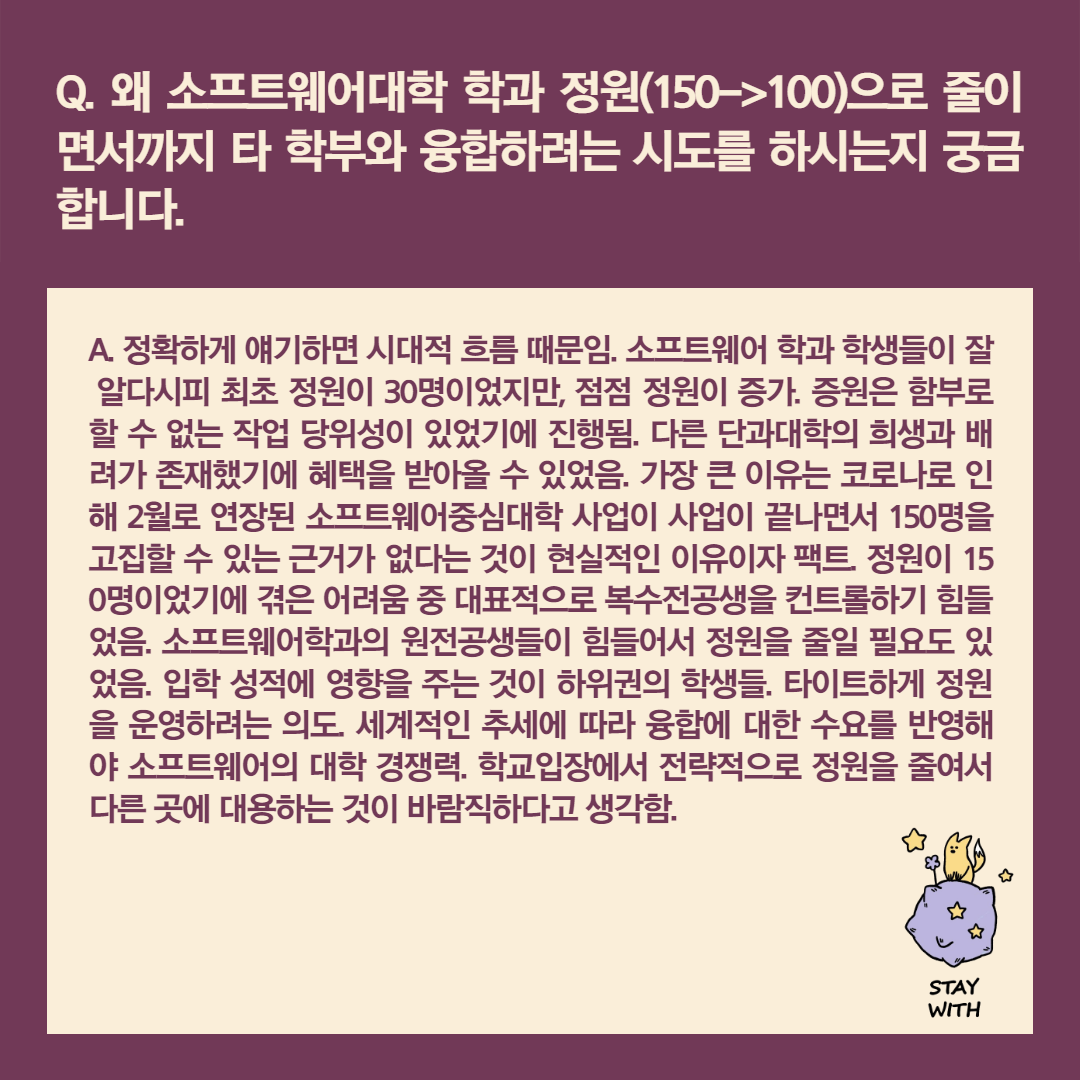 Q. 왜 소프트웨어대학 학과 정원(150->100)으로 줄이
면서까지 타 학부와 융합하려는 시도를 하시는지 궁금
합니다.
A. 정확하게 얘기하면 시대적 흐름 때문임. 소프트웨어 학과 학생들이 잘
알다시피 최초 정원이 30명이었지만, 점점 정원이 증가. 증원은 함부로
할 수 없는 작업 당위성이 있었기에 진행됨. 다른 단과대학의 희생과 배
려가 존재했기에 혜택을 받아올 수 있었음. 가장 큰 이유는 코로나로 인
해 2월로 연장된 소프트웨어중심대학 사업이 사업이 끝나면서 150명을
고집할 수 있는 근거가 없다는 것이 현실적인 이유이자 팩트. 정원이 15
0명이었기에 겪은 어려움 중 대표적으로 복수전공생을 컨트롤하기 힘들
었음. 소프트웨어학과의 원전공생들이 힘들어서 정원을 줄일 필요도 있
었음. 입학 성적에 영향을 주는 것이 하위권의 학생들. 타이트하게 정원
을 운영하려는 의도. 세계적인 추세에 따라 융합에 대한 수요를 반영해
야 소프트웨어의 대학 경쟁력. 학교입장에서 전략적으로 정원을 줄여서
다른 곳에 대용하는 것이 바람직하다고 생각함.
STAY
WITH